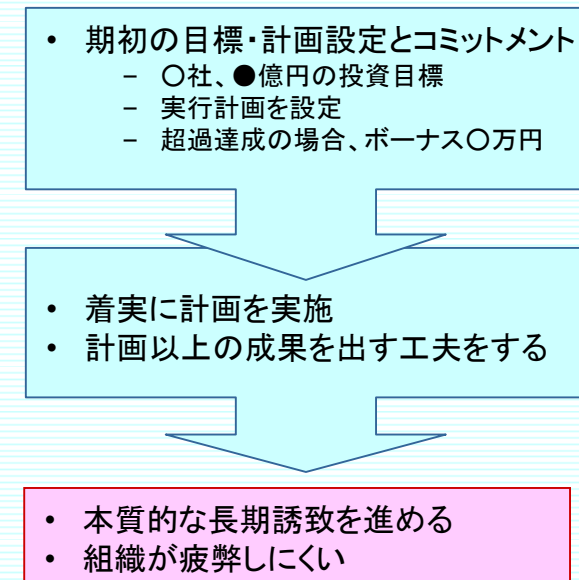 • 期初の目標・計画設定とコミットメント
– 〇社、●億円の投資目標
– 実行計画を設定
– 超過達成の場合、ボーナス〇万円
• 着実に計画を実施
• 計画以上の成果を出す工夫をする
• 本質的な長期誘致を進める
• 組織が疲弊しにくい